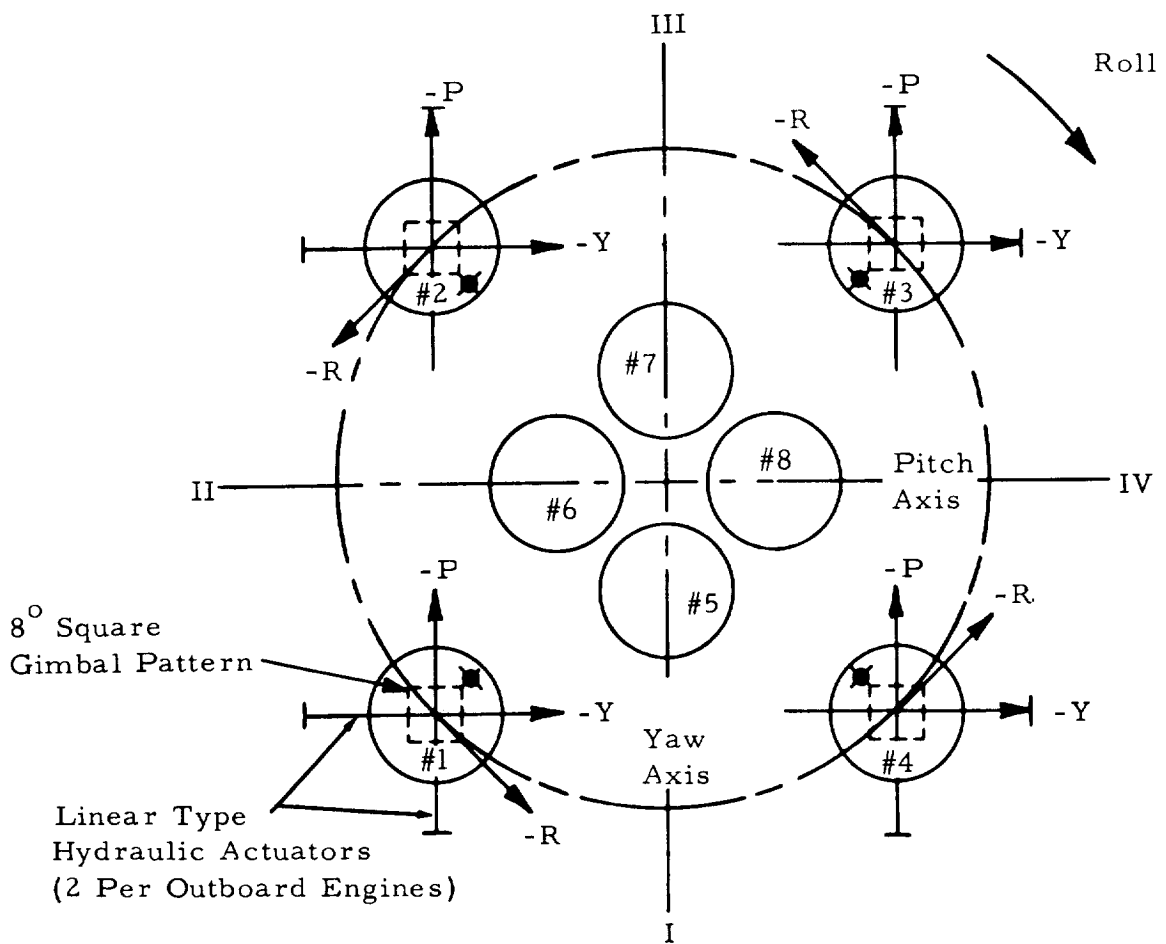 III
Roll
-P
-P
-R
-Y
-Y
#2
#3
-R
#7
#8
Pitch
Axis
II
IV
#6
-P
-P
#5
-R
8° Square
Gimbal Pattern
-Y
-Y
#1
#4
Yaw
Axis
-R
Linear Type
Hydraulic Actuators
(2 Per Outboard Engines)
I